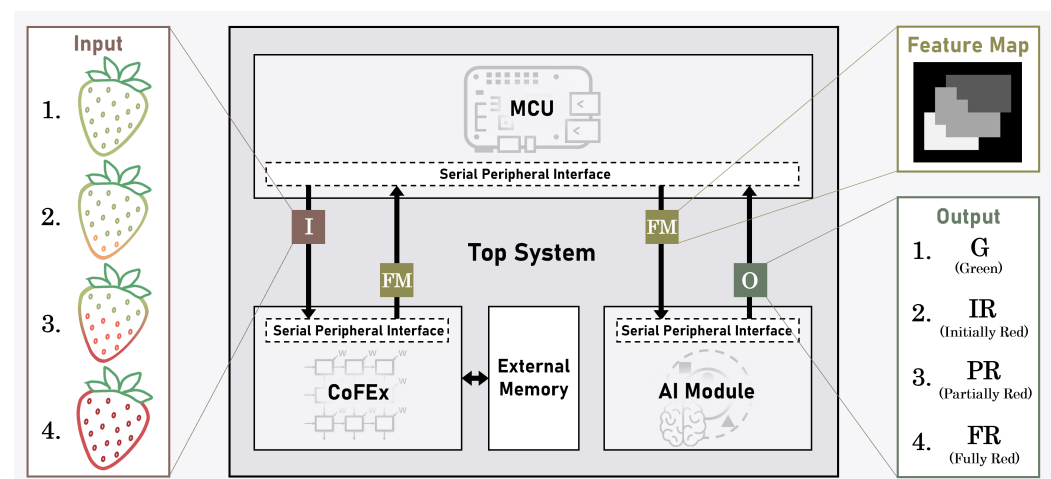 Input
1.
2.
3.
4.
MCU
Serial Peripheral Interface
I
FM
FM
O
Top System
Serial Peripheral Interface
W
W
W
W
CoFEx
External
Memory
Serial Peripheral Interface
AI Module
Feature Map
Output
1. G
(Green)
2. IR
(Initially Red)
3. PR
(Partially Red)
4. FR
(Fully Red)